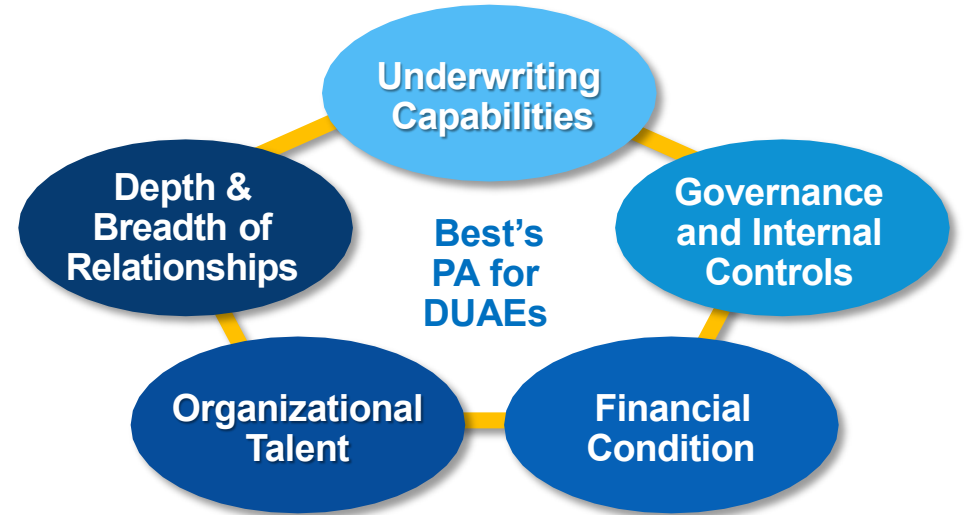 Underwriting
Capabilities
Depth &
Breadth of
Relationships
Governance
and Internal
Controls
Best’s
PA for
DUAEs
Organizational
Talent
Financial
Condition